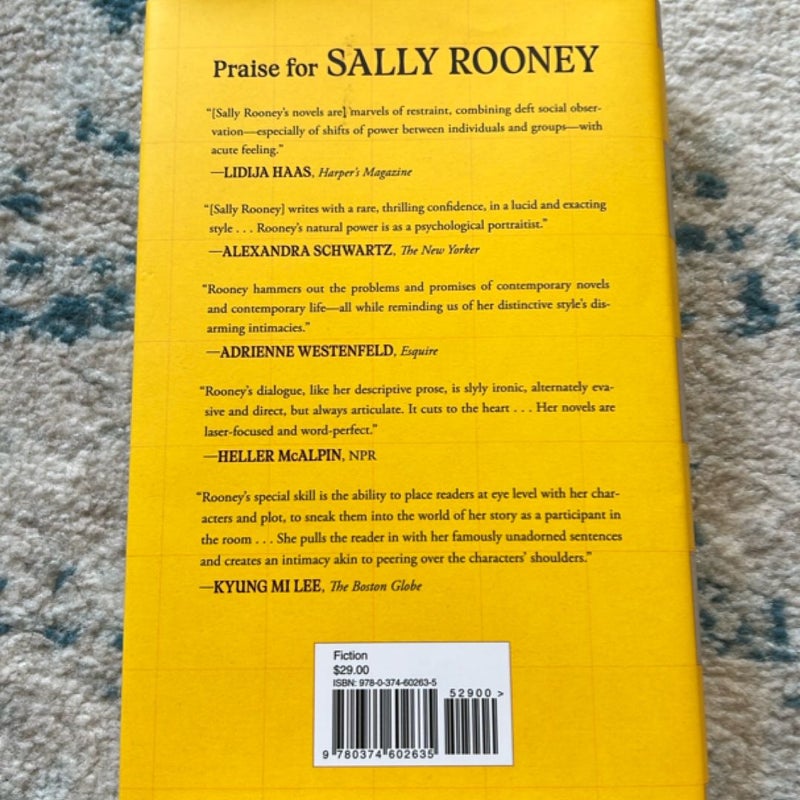 Praise for SALLY ROONEY
“[Sally Rooney’s novels are] marvels of restraint, combining deft social obser-
vation—especially of shifts of power between individuals and groups—with
acute feeling.”
—LIDIJA HAAS, Harper’s Magazine
“[Sally Rooney] writes with a rare, thrilling confidence, in a lucid and exacting
style . . . Rooney’s natural power is as a psychological portraitist.”
—ALEXANDRA SCHWARTZ, The New Yorker
“Rooney hammers out the problems and promises of contemporary novels
and contemporary life—all while reminding us of her distinctive style’s dis-
arming intimacies.”
—ADRIENNE WESTENFELD, Esquire
“Rooney’s dialogue, like her descriptive prose, is slyly ironic, alternately eva-
sive and direct, but always articulate. It cuts to the heart . . . Her novels are
laser-focused and word-perfect.”
—HELLER McALPIN, NPR
“Rooney’s special skill is the ability to place readers at eye level with her char-
acters and plot, to sneak them into the world of her story as a participant in
the room . . . She pulls the reader in with her famously unadorned sentences
and creates an intimacy akin to peering over the characters’ shoulders.”
—KYUNG MI LEE, The Boston Globe
Fiction
$29.00
ISBN: 978-0-374-60263-5
52900 >
9 780374 602635